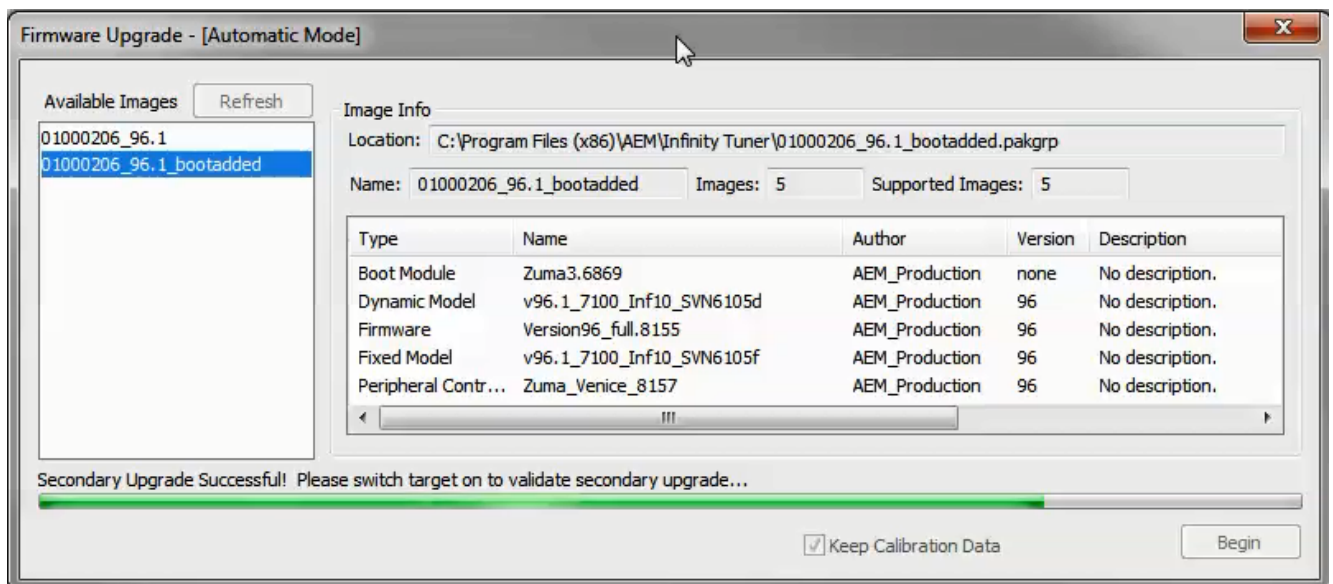 Firmware Upgrade - [Automatic Mode]
Available Images Refresh
01000206_96.1
01000206_96.1_bootadded
Image Info
Location: C:\Program Files (x86)\AEM\Infinity Tuner\01000206_96.1_bootadded.pakgrp
Name: 01000206_96.1_bootadded Images: 5 Supported Images: 5
Type Name Author Version Description
Boot Module Zuma3.6869 AEM_Production none No description.
Dynamic Model v96.1_7100_Inf10_SVN6105d AEM_Production 96 No description.
Firmware Version96_full.8155 AEM_Production 96 No description.
Fixed Model v96.1_7100_Inf10_SVN6105f AEM_Production 96 No description.
Peripheral Contr... Zuma_Venice_8157 AEM_Production 96 No description.
Secondary Upgrade Successful! Please switch target on to validate secondary upgrade...
Keep Calibration Data Begin